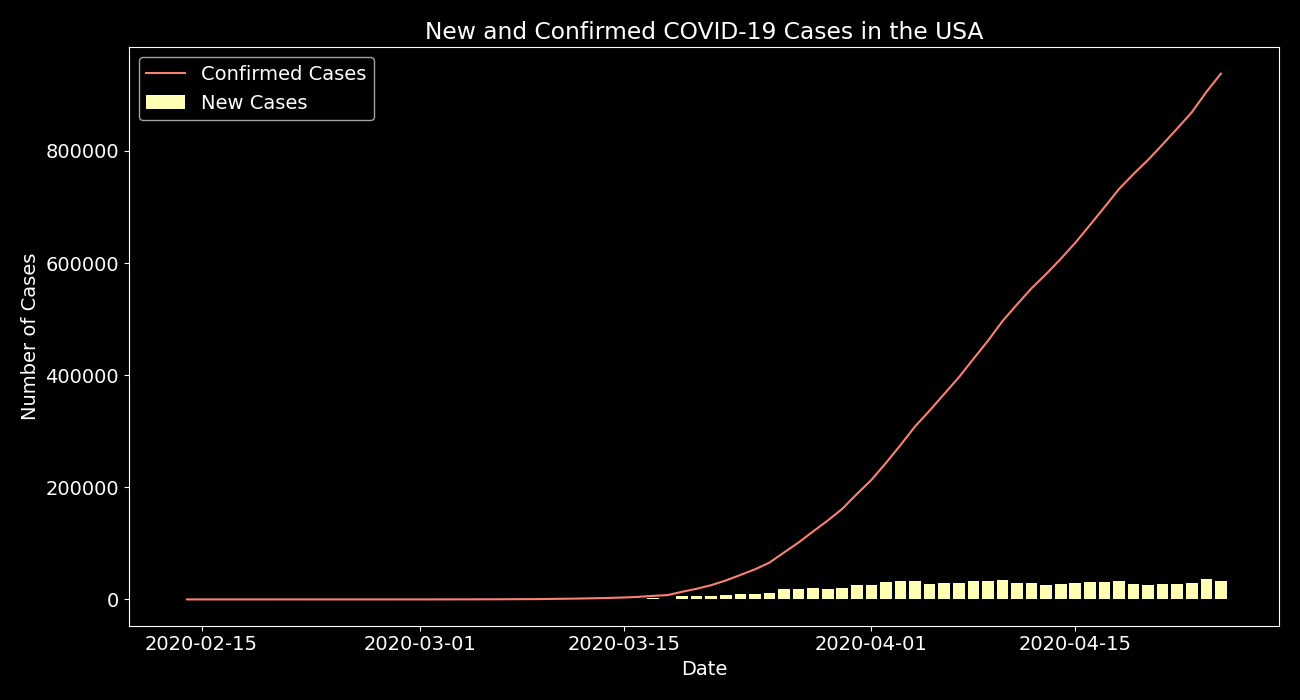 New and Confirmed COVID-19 Cases in the USA
Confirmed Cases
New Cases
Number of Cases
800000
600000
400000
200000
0
2020-02-15
2020-03-01
2020-03-15
2020-04-01
2020-04-15
Date